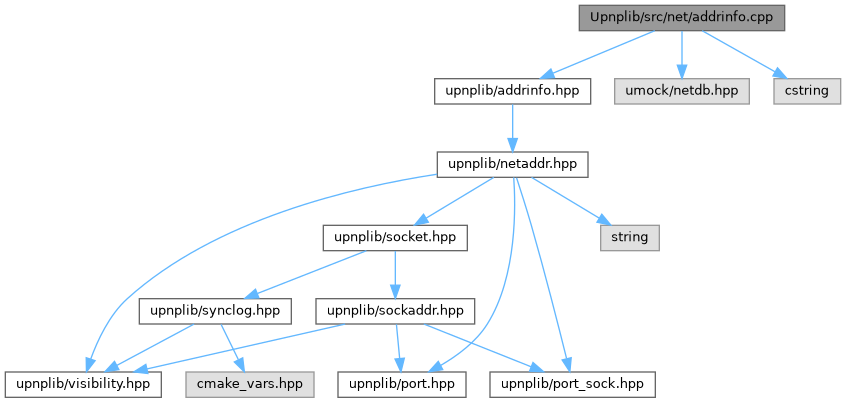 Upnplib/src/net/addrinfo.cpp
upnplib/addrinfo.hpp
umock/netdb.hpp
cstring
upnplib/netaddr.hpp
upnplib/socket.hpp
string
upnplib/synclog.hpp
upnplib/sockaddr.hpp
upnplib/visibility.hpp
cmake_vars.hpp
upnplib/port.hpp
upnplib/port_sock.hpp